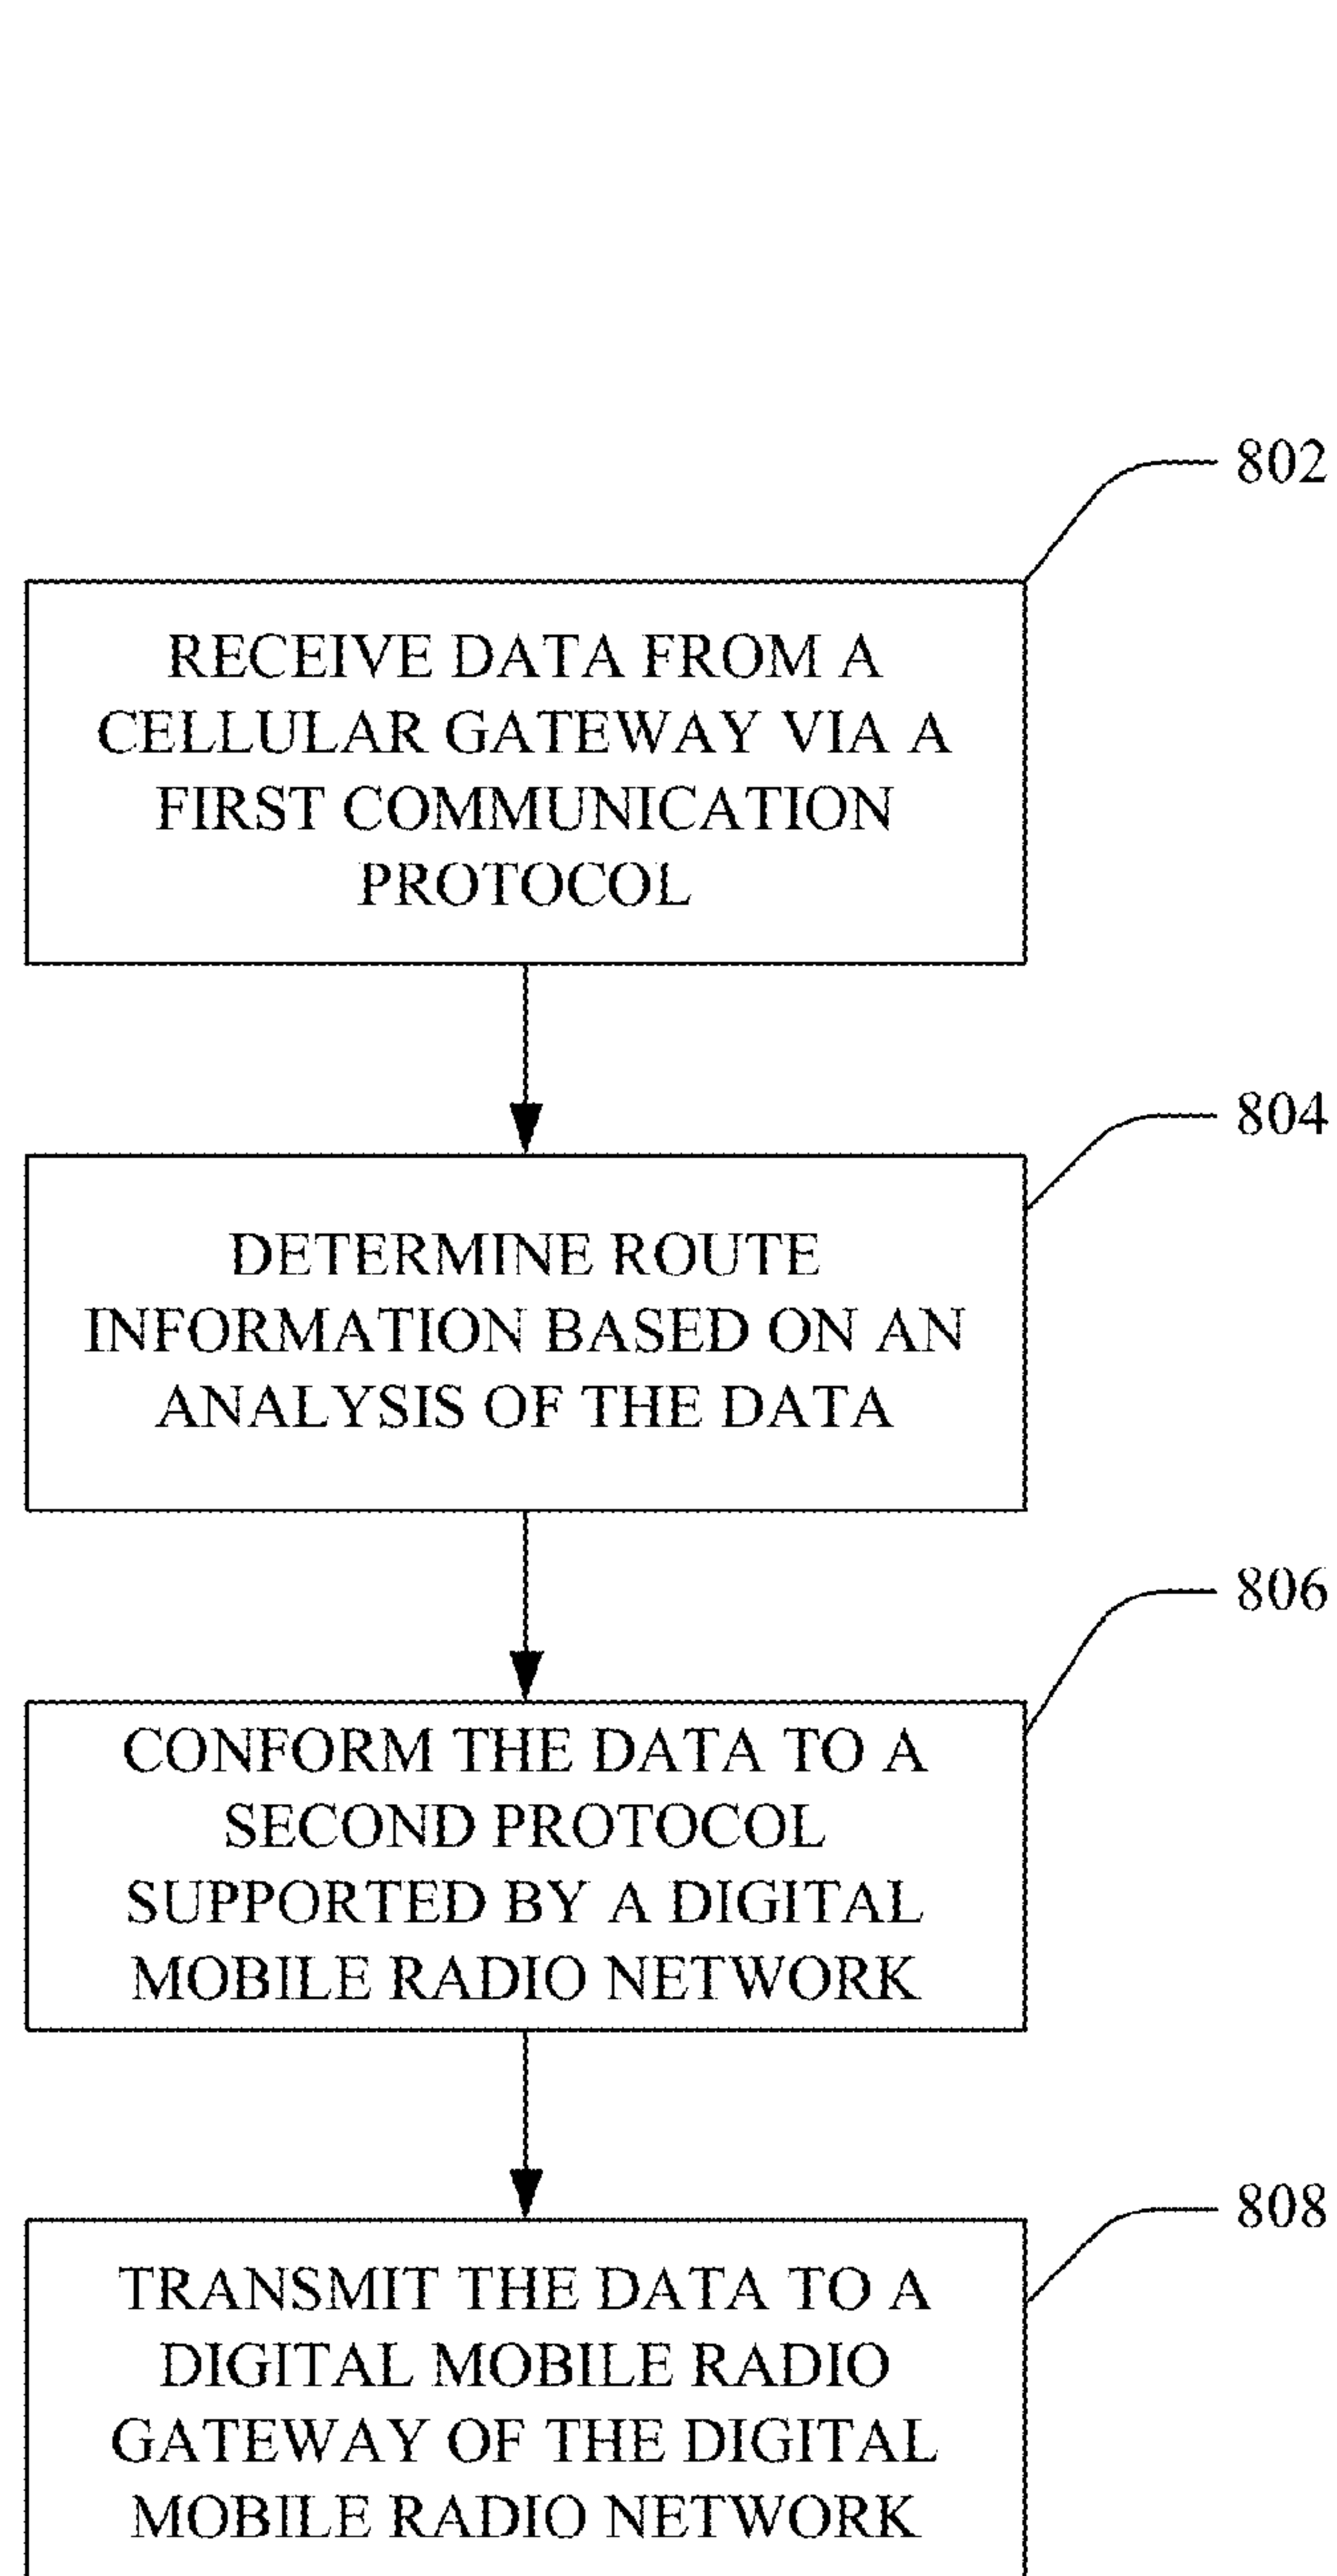 802
RECEIVE DATA FROM A
CELLULAR GATEWAY VIA A
FIRST COMMUNICATION
PROTOCOL
804
DETERMINE ROUTE
INFORMATION BASED ON AN
ANALYSIS OF THE DATA
806
CONFORM THE DATA TO A
SECOND PROTOCOL
SUPPORTED BY A DIGITAL
MOBILE RADIO NETWORK
808
TRANSMIT THE DATA TO A
DIGITAL MOBILE RADIO
GATEWAY OF THE DIGITAL
MOBILE RADIO NETWORK